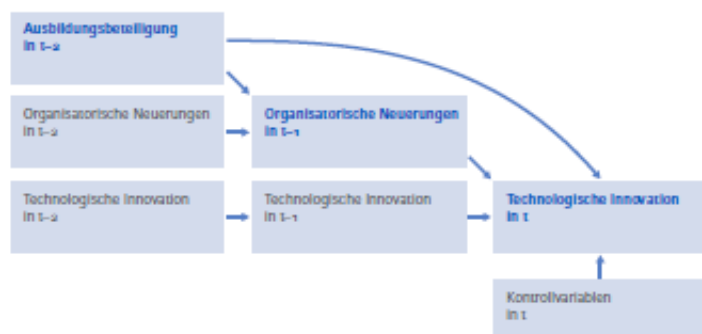 Ausbildungsbeteiligung
in t–2
Organisatorische Neuerungen
in t–2
Organisatorische Neuerungen
in t–1
Technologische Innovation
in t–2
Technologische Innovation
in t–1
Technologische Innovation
in t
Kontrollvariablen
in t